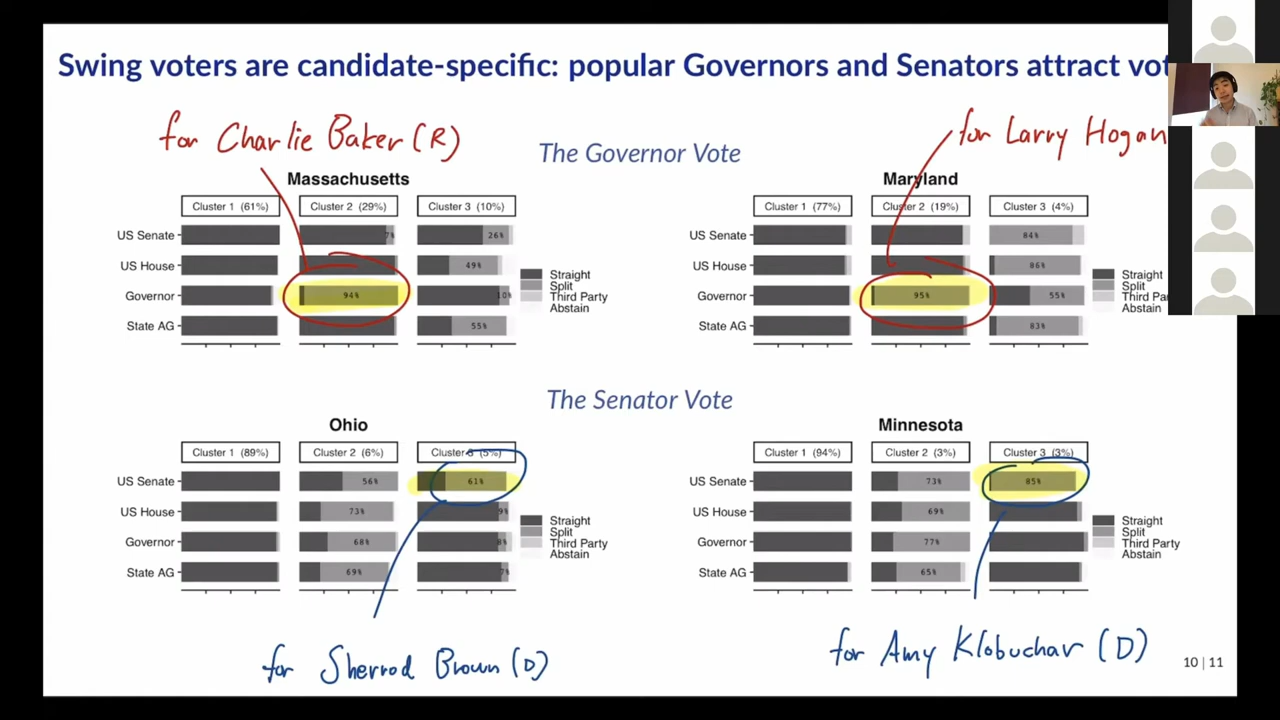 Swing voters are candidate-specific: popular Governors and Senators attract
for Charlie Baker (R)
for Larry Hogan
The Governor Vote
Massachusetts
Cluster 1 (61%) Cluster 2 (29%) Cluster 3 (10%)
US Senate 7% 26%
US House 49%
Governor 94% 10%
State AG 55%
Straight
Split
Third Party
Abstain
Maryland
Cluster 1 (77%) Cluster 2 (19%) Cluster 3 (4%)
US Senate 84%
US House 86%
Governor 95% 55%
State AG 83%
Straight
Split
Third
Abstain
The Senator Vote
Ohio
Cluster 1 (89%) Cluster 2 (6%) Cluster 3 (5%)
US Senate 56% 61%
US House 73% 9%
Governor 68% 8%
State AG 69% 7%
Straight
Split
Third Party
Abstain
Minnesota
Cluster 1 (94%) Cluster 2 (3%) Cluster 3 (3%)
US Senate 73% 85%
US House 69%
Governor 77%
State AG 65%
Straight
Split
Third Party
Abstain
for Sherrod Brown (D)
for Amy Klobuchar (D)
10 | 11